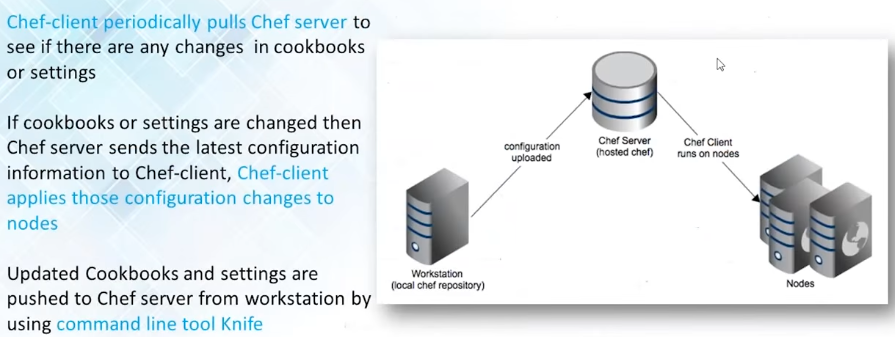 Chef-client periodically pulls Chef server to
see if there are any changes in cookbooks
or settings
If cookbooks or settings are changed then
Chef server sends the latest configuration
information to Chef-client, Chef-client
applies those configuration changes to
nodes
Updated Cookbooks and settings are
pushed to Chef server from workstation by
using command line tool Knife
configuration
uploaded
Chef Server
(hosted chef)
Chef Client
runs on nodes
Workstation
(local chef repository)
Nodes